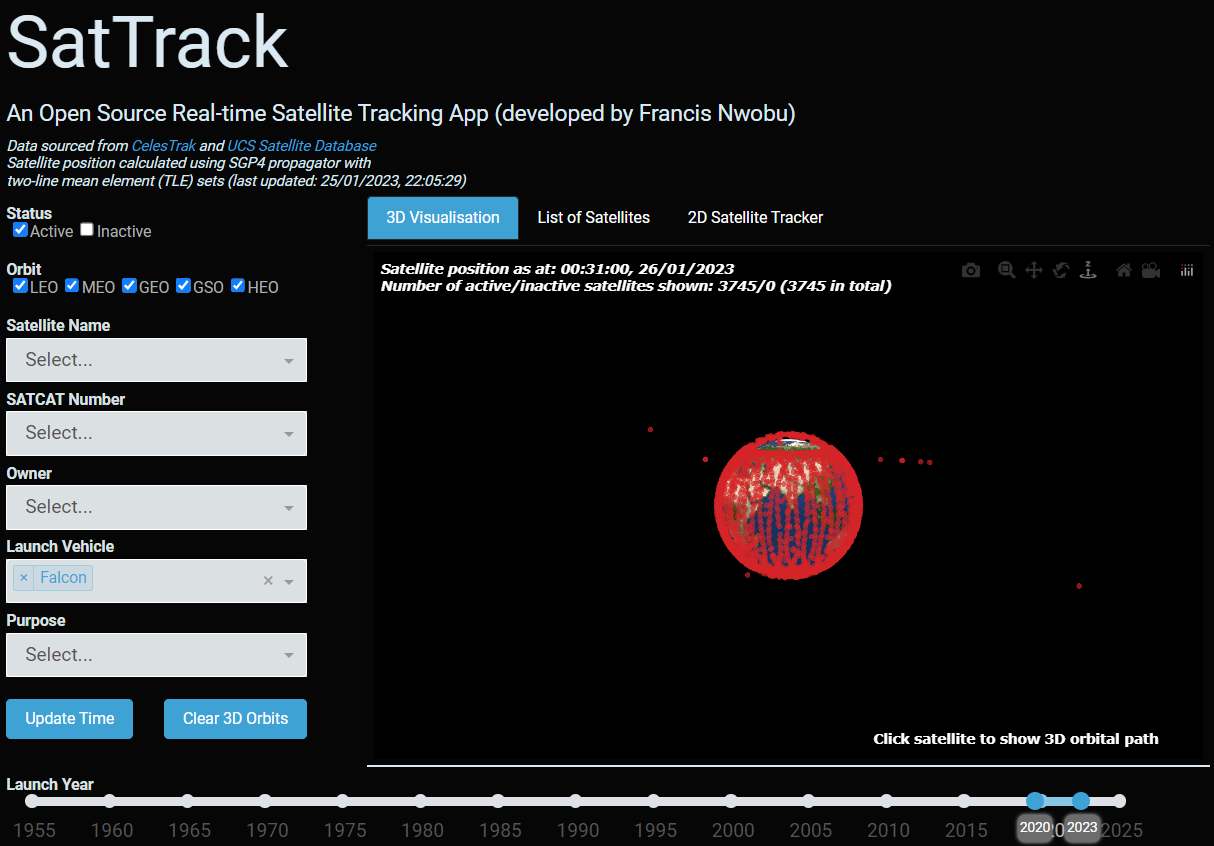 SatTrack
An Open Source Real-time Satellite Tracking App (developed by Francis Nwobu)
Data sourced from CelesTrak and UCS Satellite Database
Satellite position calculated using SGP4 propagator with
two-line mean element (TLE) sets (last updated: 25/01/2023, 22:05:29)
Status
Active Inactive
Orbit
LEO MEO GEO GSO HEO
Satellite Name
Select...
SATCAT Number
Select...
Owner
Select...
Launch Vehicle
× Falcon ×
Purpose
Select...
Update Time Clear 3D Orbits
3D Visualisation List of Satellites 2D Satellite Tracker
Satellite position as at: 00:31:00, 26/01/2023
Number of active/inactive satellites shown: 3745/0 (3745 in total)
Click satellite to show 3D orbital path
Launch Year
1955 1960 1965 1970 1975 1980 1985 1990 1995 2000 2005 2010 2015 2020 2023 2025